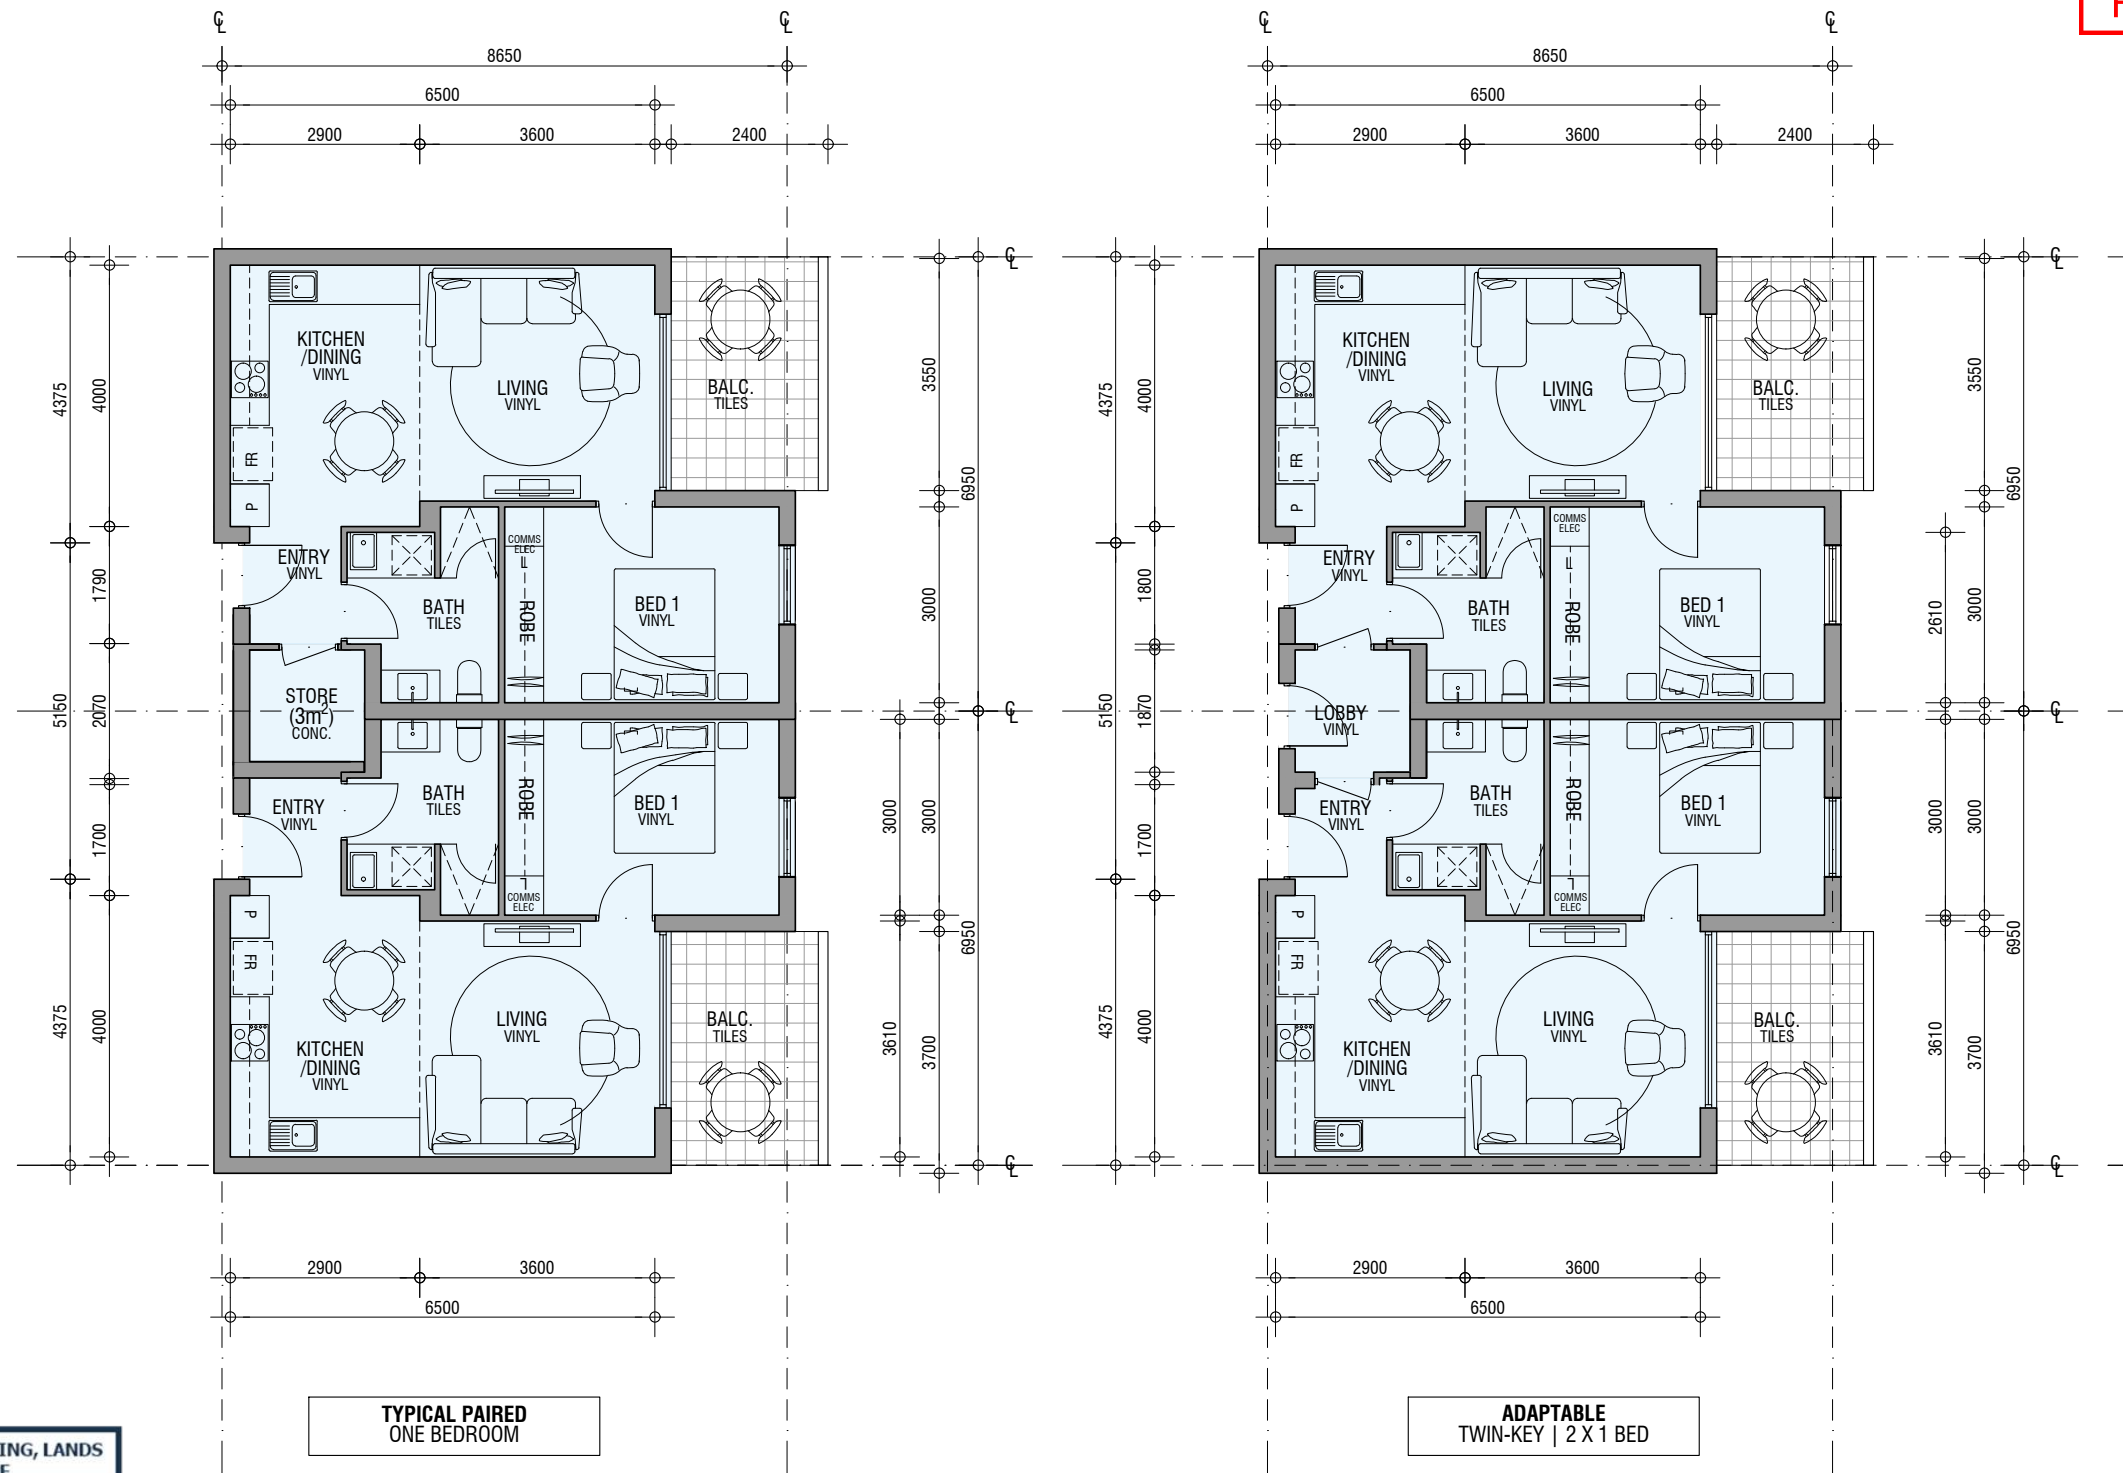 ℄ ℄ ℄ ℄
8650 8650
6500 6500
2900 3600 2400 2900 3600 2400
℄ ℄
KITCHEN
/DINING
VINYL
LIVING
VINYL
BALC.
TILES
FR
P
4375
4000
3550
6950
ENTRY
VINYL
COMMS
ELEC
BATH
TILES
ROBE
BED 1
VINYL
1790
3000
STORE
(3m²)
CONC.
5150
2070
℄
ENTRY
VINYL
BATH
TILES
ROBE
BED 1
VINYL
COMMS
ELEC
1700
3000
3000
P
FR
LIVING
VINYL
BALC.
TILES
KITCHEN
/DINING
VINYL
4375
4000
3610
3700
6950
℄
KITCHEN
/DINING
VINYL
LIVING
VINYL
BALC.
TILES
FR
P
4375
4000
3550
6950
ENTRY
VINYL
COMMS
ELEC
BATH
TILES
ROBE
BED 1
VINYL
1800
2610
3000
LOBBY
VINYL
5150
1870
℄
ENTRY
VINYL
BATH
TILES
ROBE
BED 1
VINYL
COMMS
ELEC
1700
3000
3000
P
FR
LIVING
VINYL
BALC.
TILES
KITCHEN
/DINING
VINYL
4375
4000
3610
3700
6950
℄
2900 3600 2900 3600
6500 6500
TYPICAL PAIRED
ONE BEDROOM
ADAPTABLE
TWIN-KEY | 2 X 1 BED
ING, LANDS